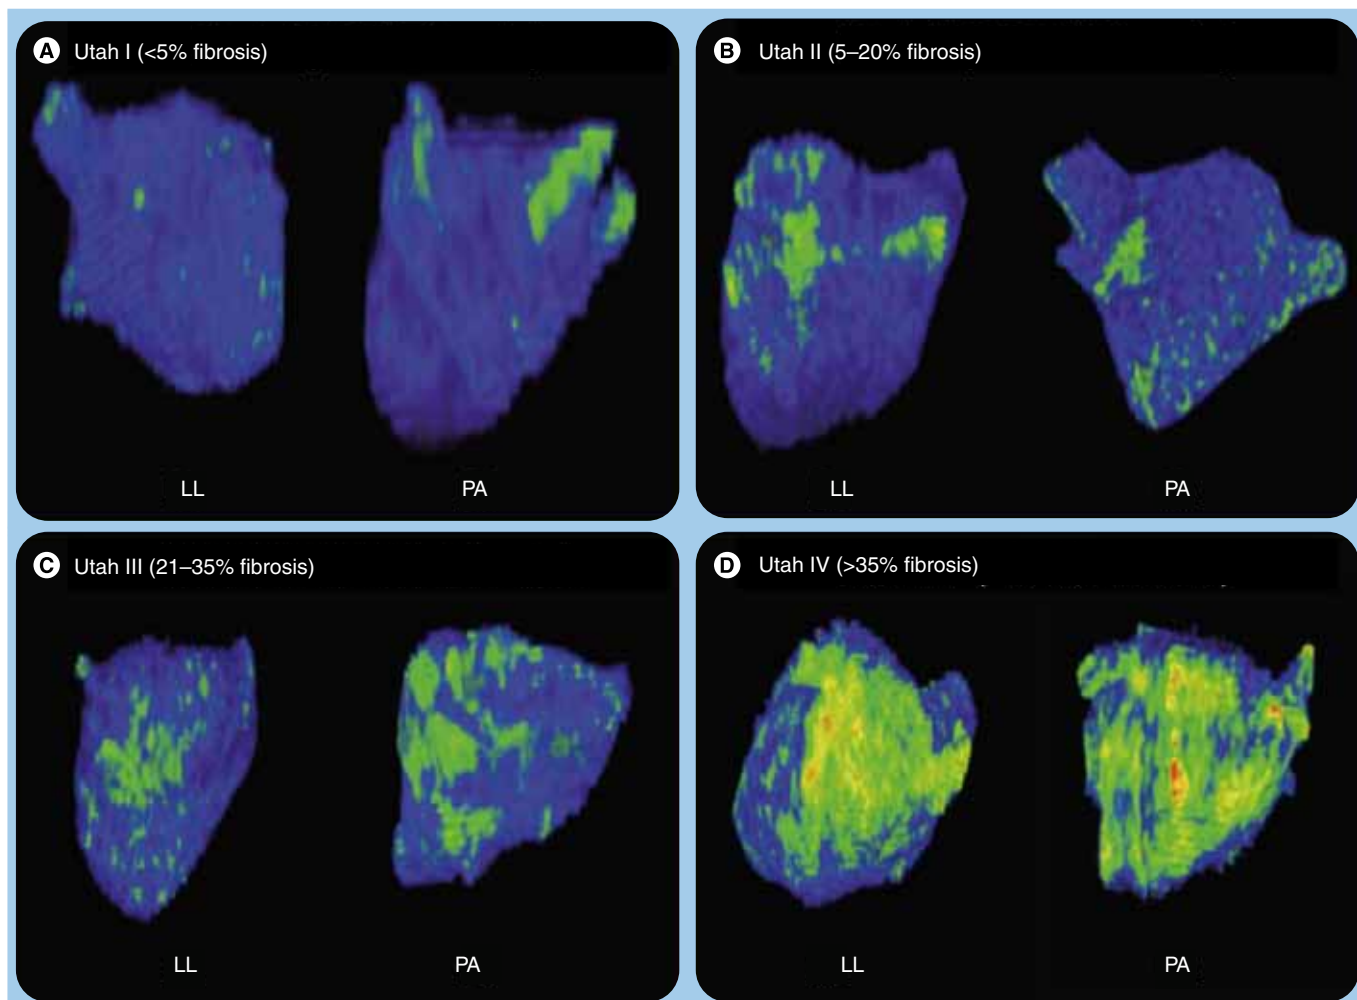 A Utah I (<5% fibrosis)
LL PA
B Utah II (5–20% fibrosis)
LL PA
C Utah III (21–35% fibrosis)
LL PA
D Utah IV (>35% fibrosis)
LL PA